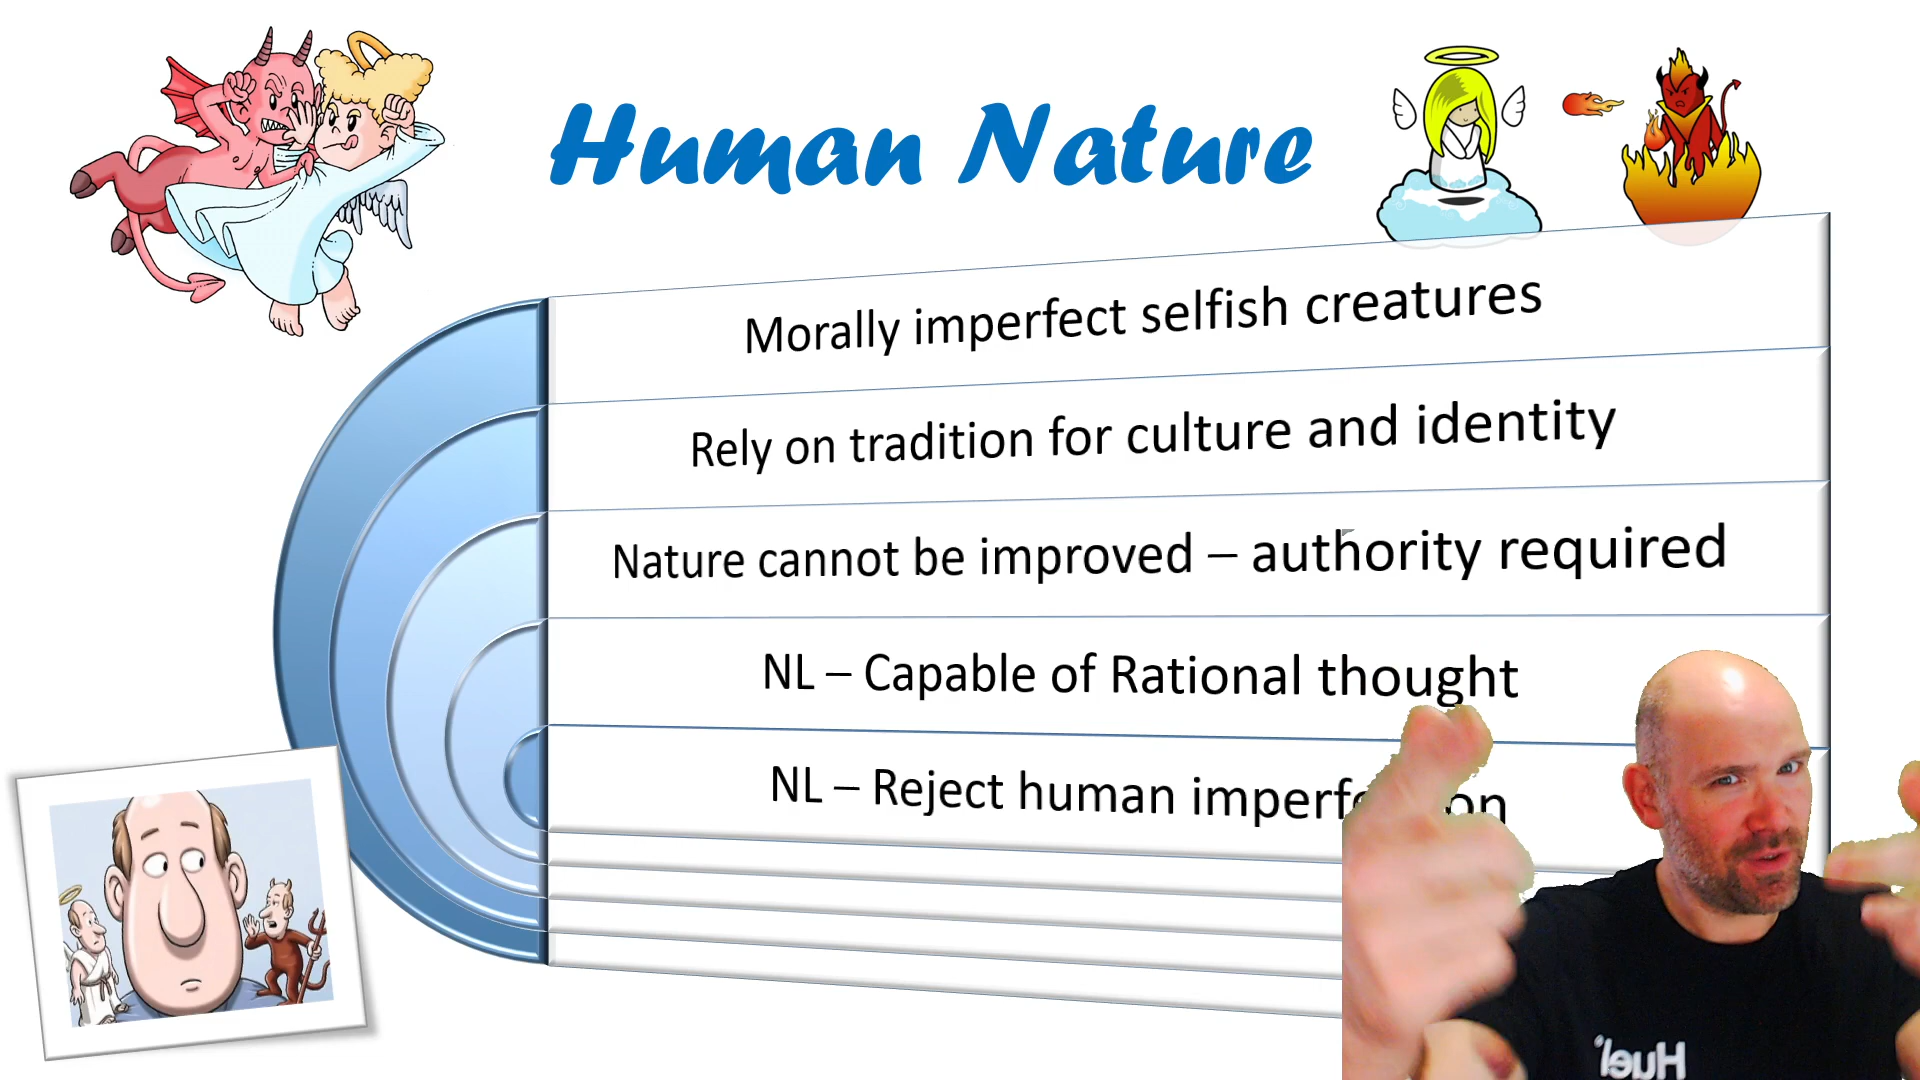 Human Nature
Morally imperfect selfish creatures
Rely on tradition for culture and identity
Nature cannot be improved – authority required
NL – Capable of Rational thought
NL – Reject human
Huel